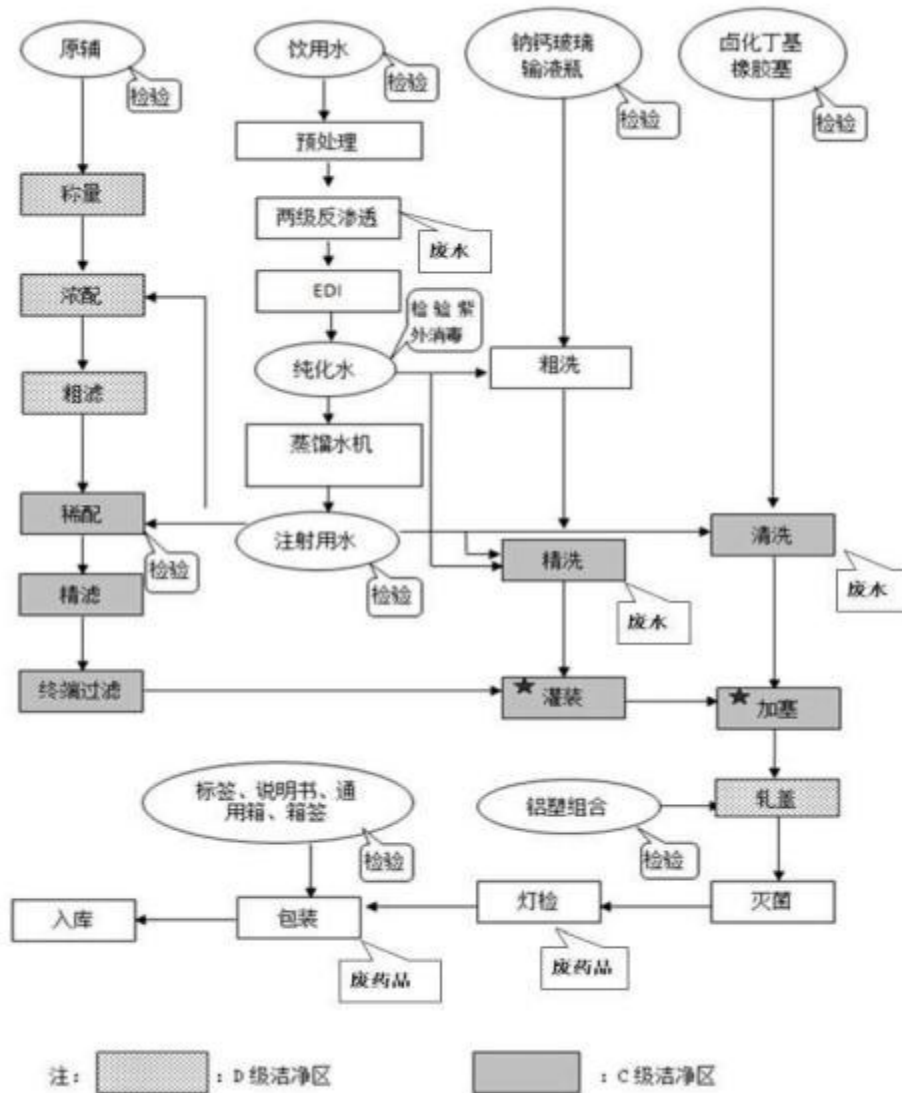 原辅
检验
饮用水
检验
钠钙玻璃
输液瓶
检验
卤化丁基
橡胶塞
检验
预处理
称量
两级反渗透
废水
浓配
EDI
检验紫
外消毒
纯化水
粗洗
粗滤
蒸馏水机
稀配
检验
注射用水
检验
精洗
废水
清洗
废水
精滤
终端过滤
★灌装
★加塞
标签、说明书、通
用箱、箱签
检验
铝塑组合
检验
轧盖
入库
包装
废药品
灯检
废药品
灭菌
注：
：D级洁净区
：C级洁净区